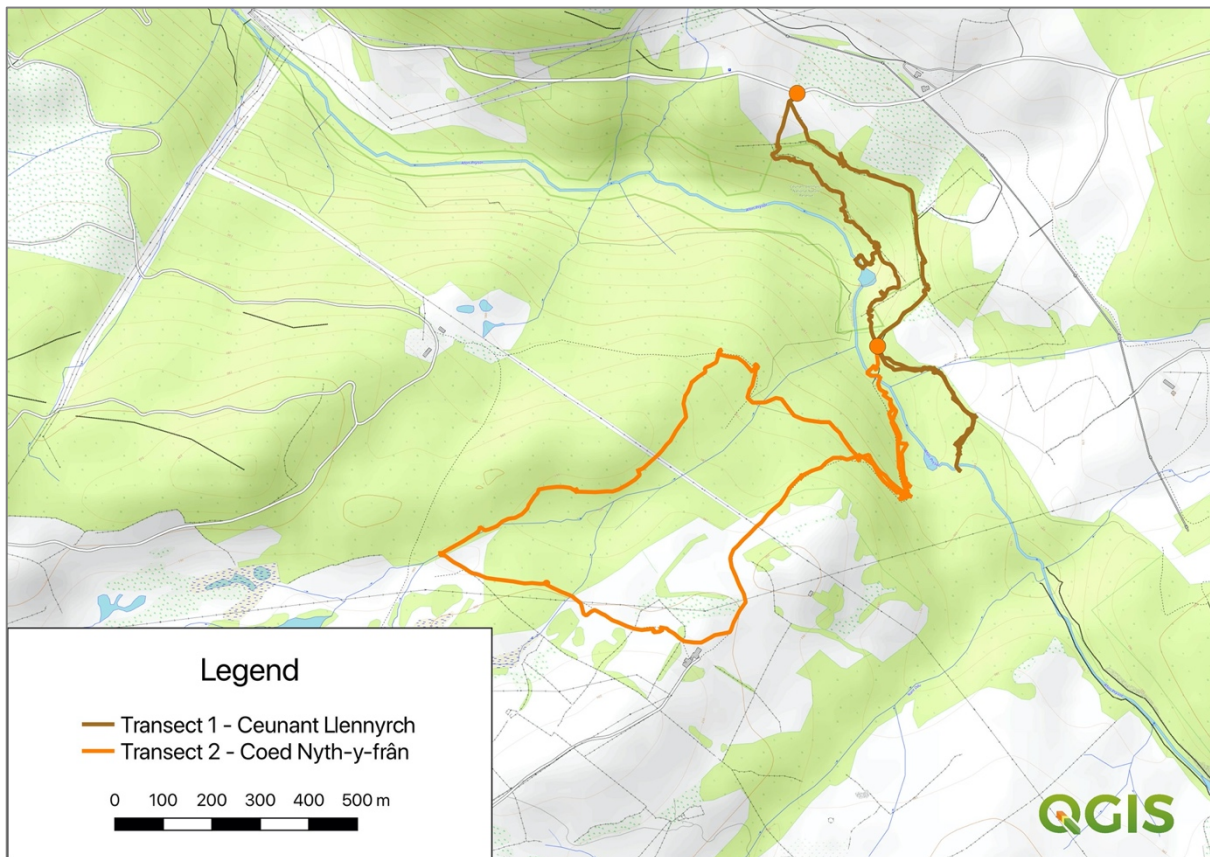 Legend
Transect 1 - Ceunant Llennyrch
Transect 2 - Coed Nyth-y-frân
0 100 200 300 400 500 m
QGIS